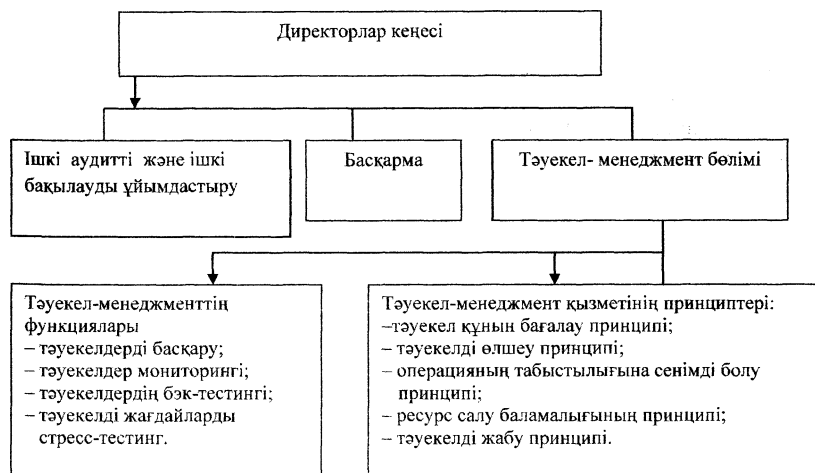 Директорлар кеңесі
Ішкі аудитті және ішкі
бақылауды ұйымдастыру
Басқарма
Тәуекел- менеджмент бөлімі
Тәуекел-менеджменттің
функциялары
– тәуекелдерді басқару;
– тәуекелдер мониторингі;
– тәуекелдердің бэк-тестингі;
– тәуекелді жағдайларды
стресс-тестинг.
Тәуекел-менеджмент қызметінің принциптері:
–тәуекел құнын бағалау принципі;
– тәуекелді өлшеу принципі;
– операцияның табыстылығына сенімді болу
принципі;
– ресурс салу баламалығының принципі;
– тәуекелді жабу принципі.